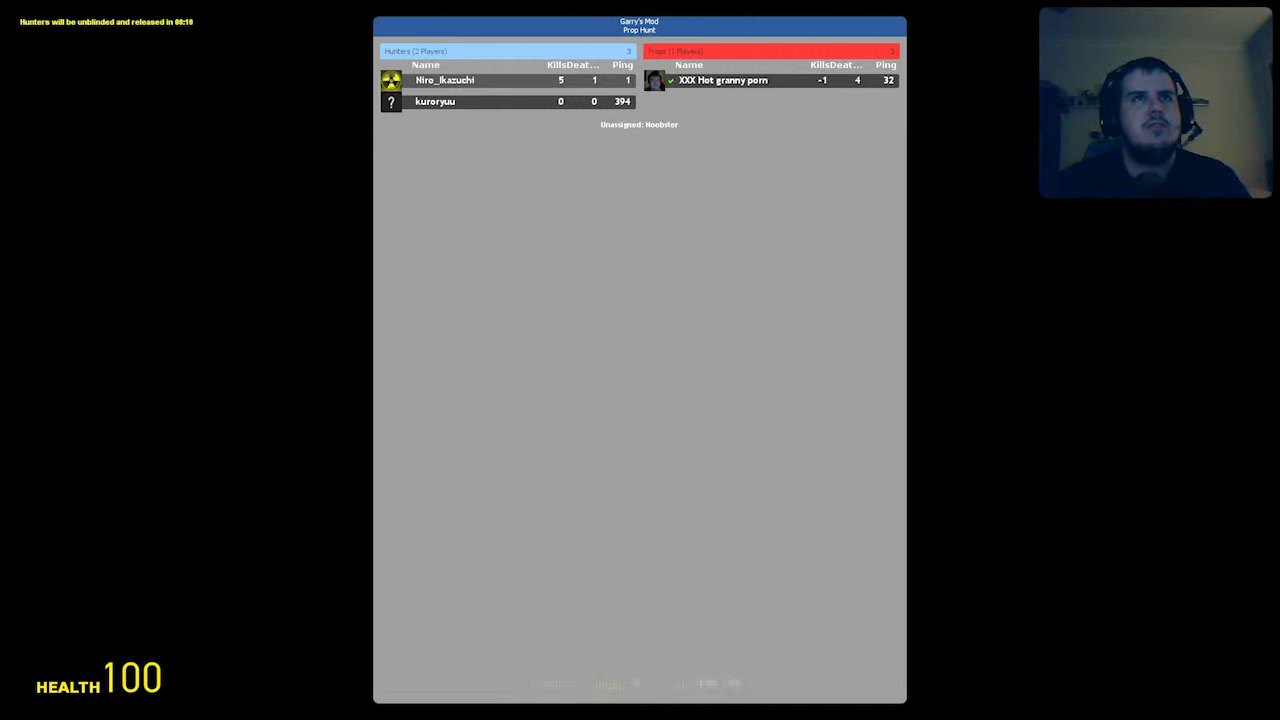 Hunters will be unblinded and released in 00:10
Garry's Mod
Prop Hunt
Hunters (2 Players) 3
Name KillsDeat... Ping
Niro_Ikazuchi 5 1 1
? kuroryuu 0 0 394
Props (1 Players) 3
Name KillsDeat... Ping
XXX Hot granny porn -1 4 32
Unassigned: Noobster
HEALTH 100